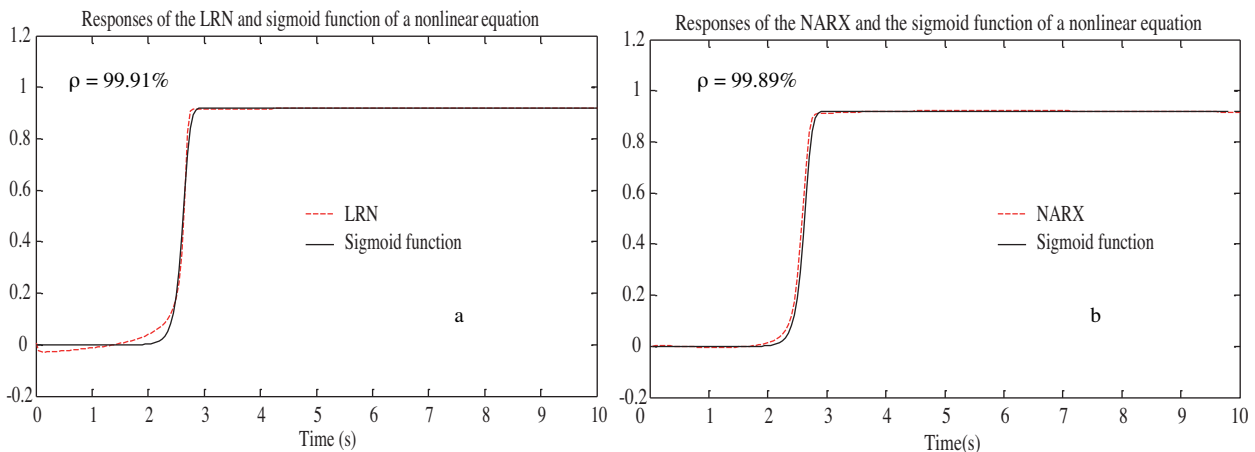 Responses of the LRN and sigmoid function of a nonlinear equation
1.2
1
0.8
0.6
0.4
0.2
0
-0.2
ρ = 99.91%
LRN
Sigmoid function
a
0 1 2 3 4 5 6 7 8 9 10
Time (s)
Responses of the NARX and the sigmoid function of a nonlinear equation
1.2
1
0.8
0.6
0.4
0.2
0
-0.2
ρ = 99.89%
NARX
Sigmoid function
b
0 1 2 3 4 5 6 7 8 9 10
Time(s)